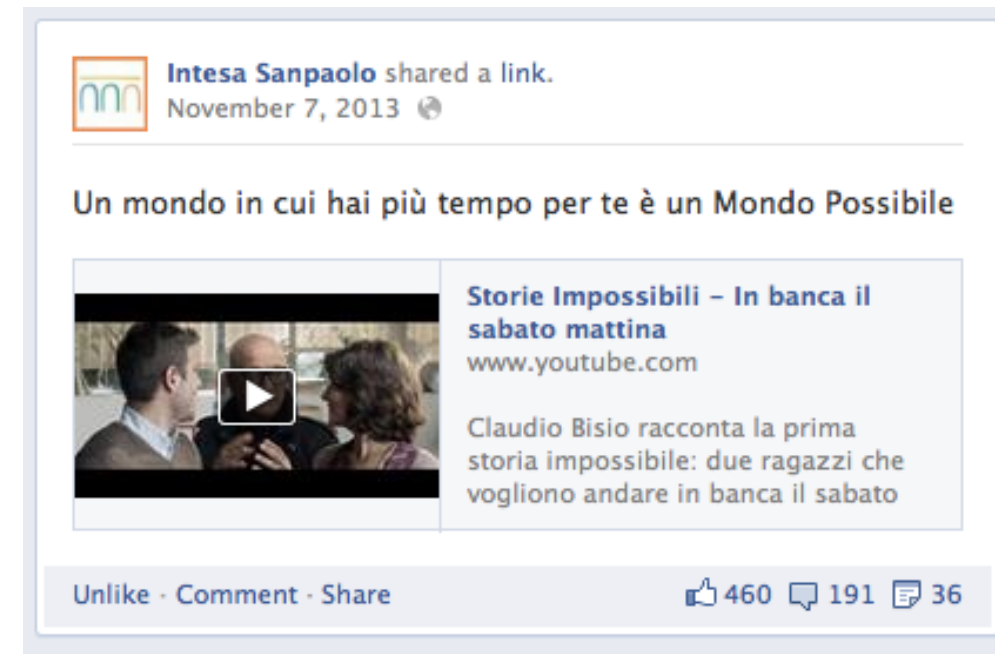 Intesa Sanpaolo shared a link.
November 7, 2013
Un mondo in cui hai più tempo per te è un Mondo Possibile
Storie Impossibili – In banca il
sabato mattina
www.youtube.com
Claudio Bisio racconta la prima
storia impossibile: due ragazzi che
vogliono andare in banca il sabato
Unlike · Comment · Share 460 191 36